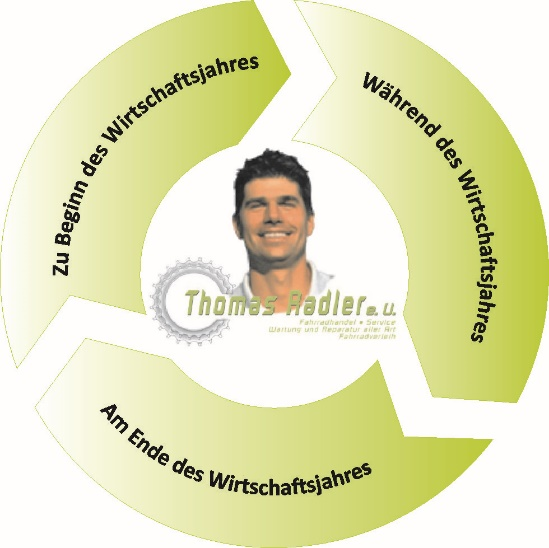 Zu Beginn des Wirtschaftsjahres
Während des Wirtschaftsjahres
Thomas Radler e.U.
Fahrradhandel • Service
Wartung und Reparatur aller Art
Fahrradverleih
Am Ende des Wirtschaftsjahres